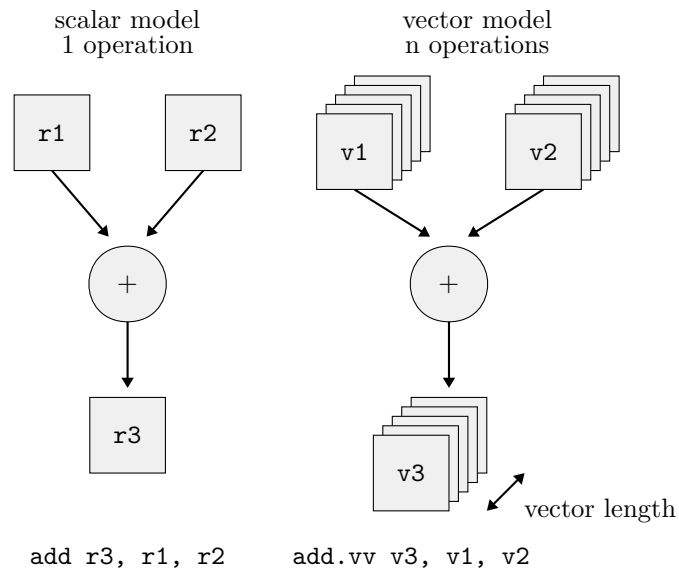 scalar model
1 operation
vector model
n operations
r1
r2
v1
v2
+
+
r3
v3
vector length
add r3, r1, r2
add.vv v3, v1, v2